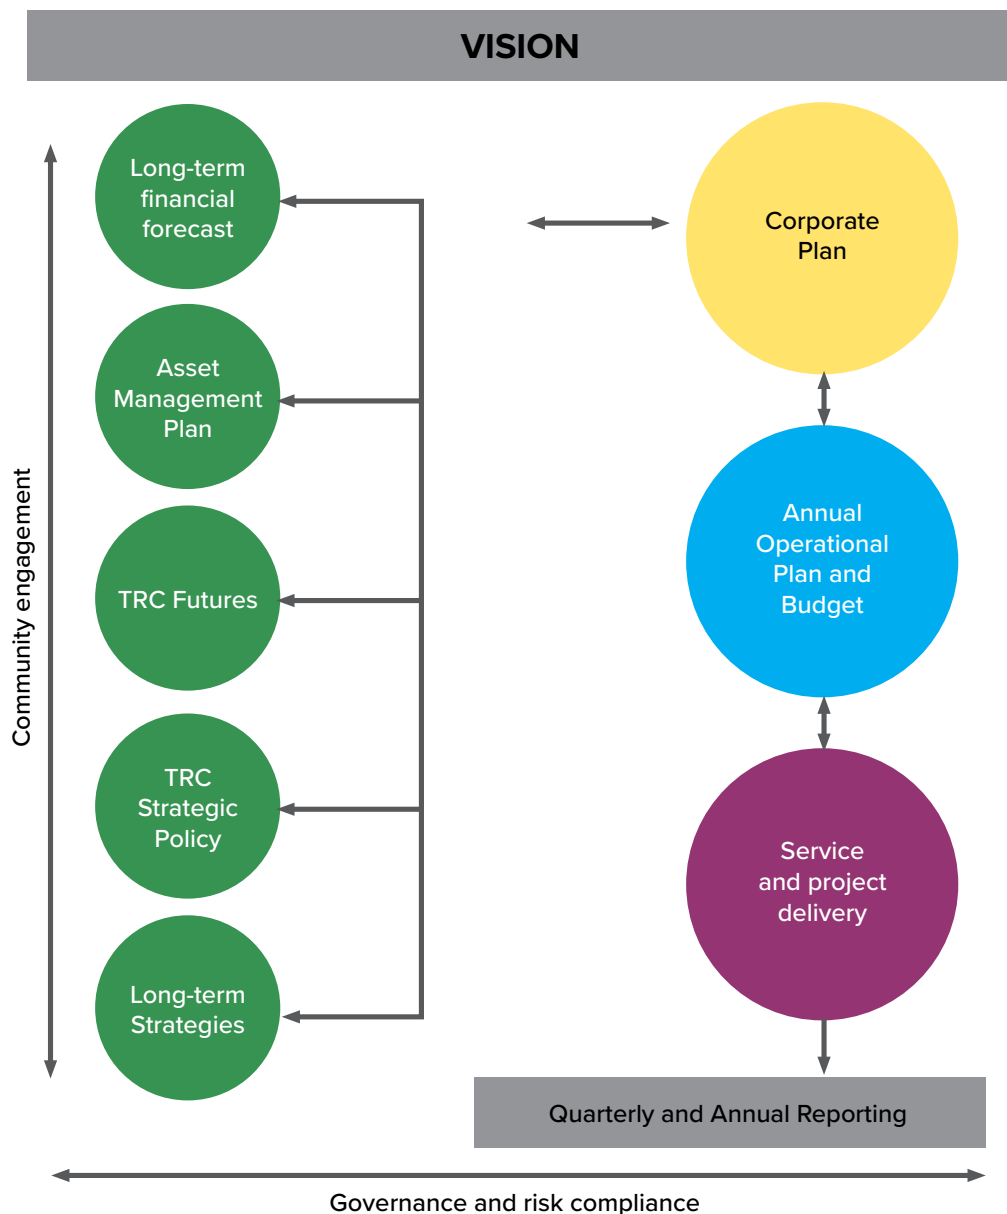 VISION
Long-term
financial
forecast
Asset
Management
Plan
TRC Futures
TRC
Strategic
Policy
Long-term
Strategies
Community engagement
Corporate
Plan
Annual
Operational
Plan and
Budget
Service
and project
delivery
Quarterly and Annual Reporting
Governance and risk compliance